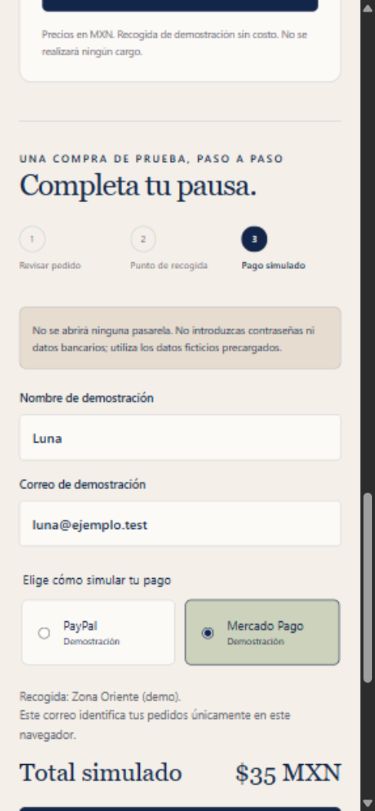 Precios en MXN. Recogida de demostración sin costo. No se
realizará ningún cargo.
UNA COMPRA DE PRUEBA, PASO A PASO
Completa tu pausa.
1
2
3
Revisar pedido
Punto de recogida
Pago simulado
No se abrirá ninguna pasarela. No introduzcas contraseñas ni
datos bancarios; utiliza los datos ficticios precargados.
Nombre de demostración
Luna
Correo de demostración
luna@ejemplo.test
Elige cómo simular tu pago
PayPal
Demostración
Mercado Pago
Demostración
Recogida: Zona Oriente (demo).
Este correo identifica tus pedidos únicamente en este
navegador.
Total simulado $35 MXN